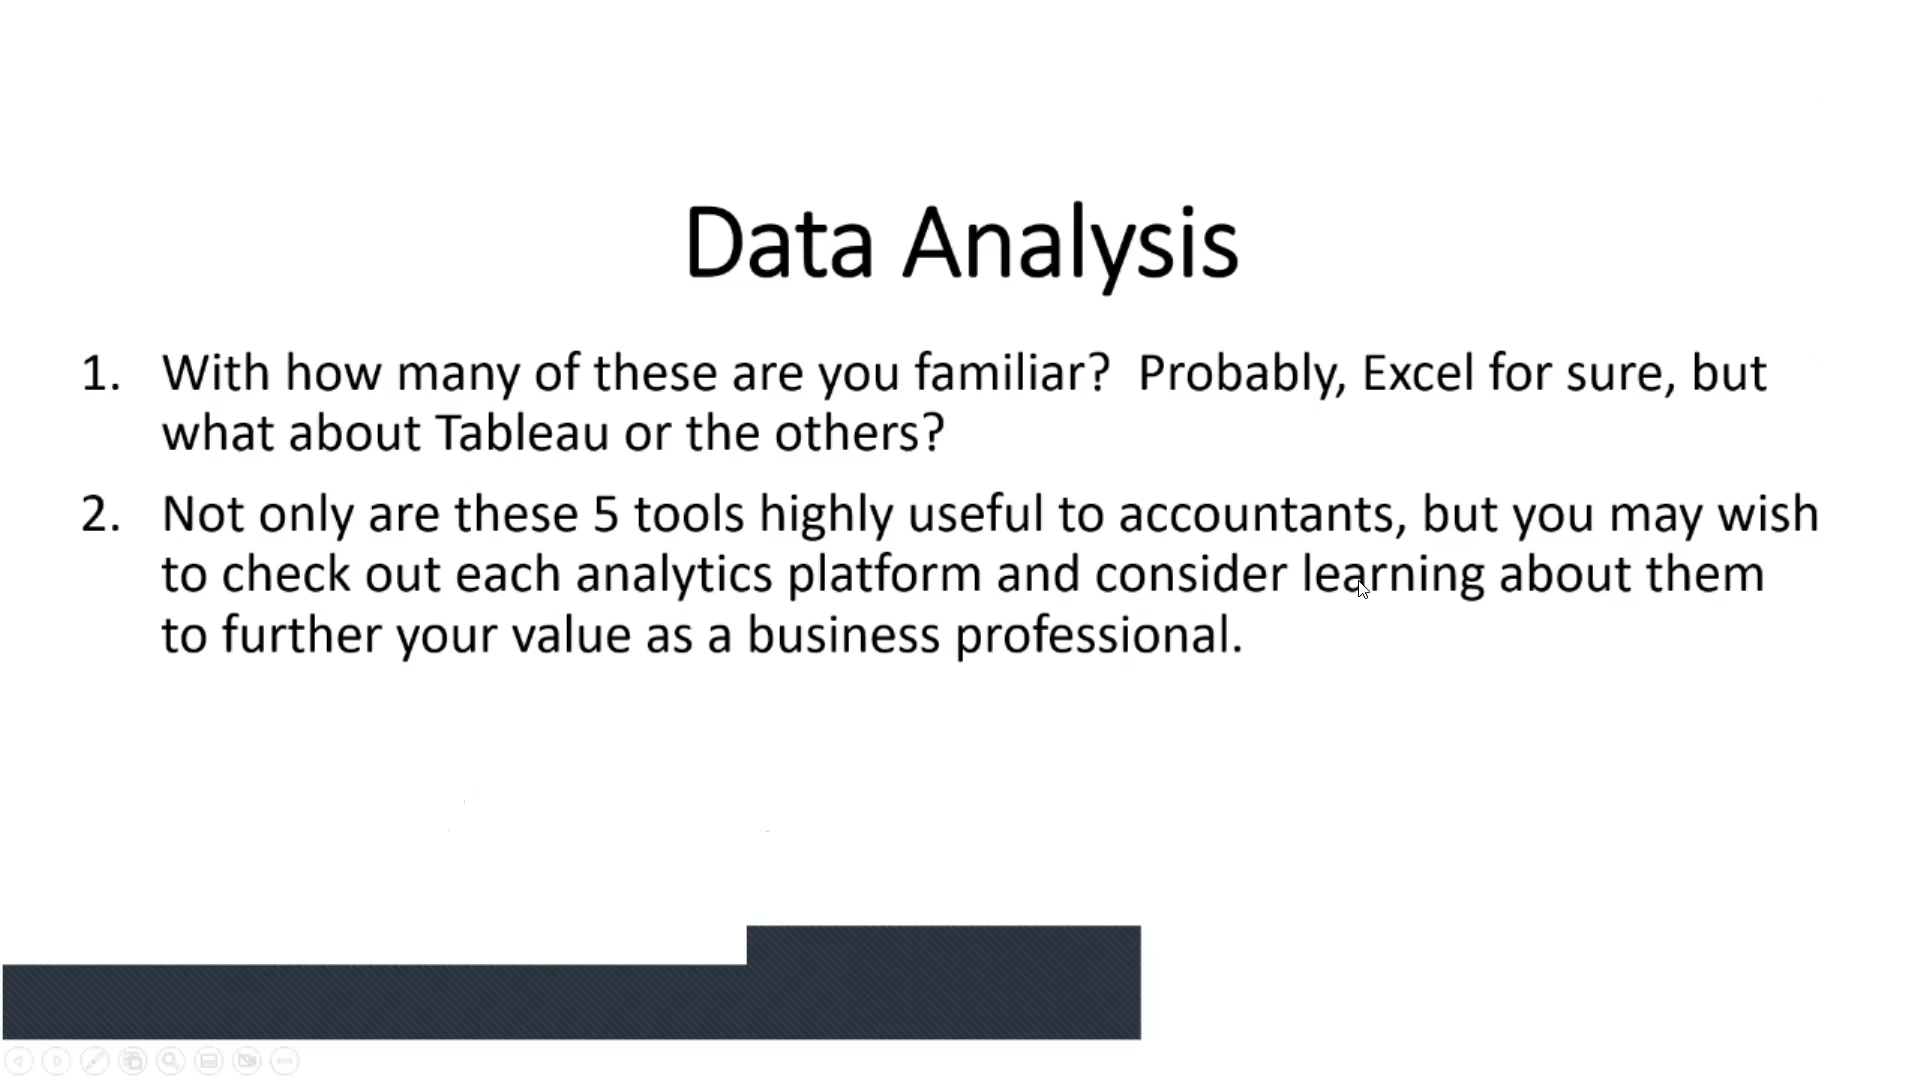 Data Analysis
1. With how many of these are you familiar?  Probably, Excel for sure, but
what about Tableau or the others?
2. Not only are these 5 tools highly useful to accountants, but you may wish
to check out each analytics platform and consider learning about them
to further your value as a business professional.